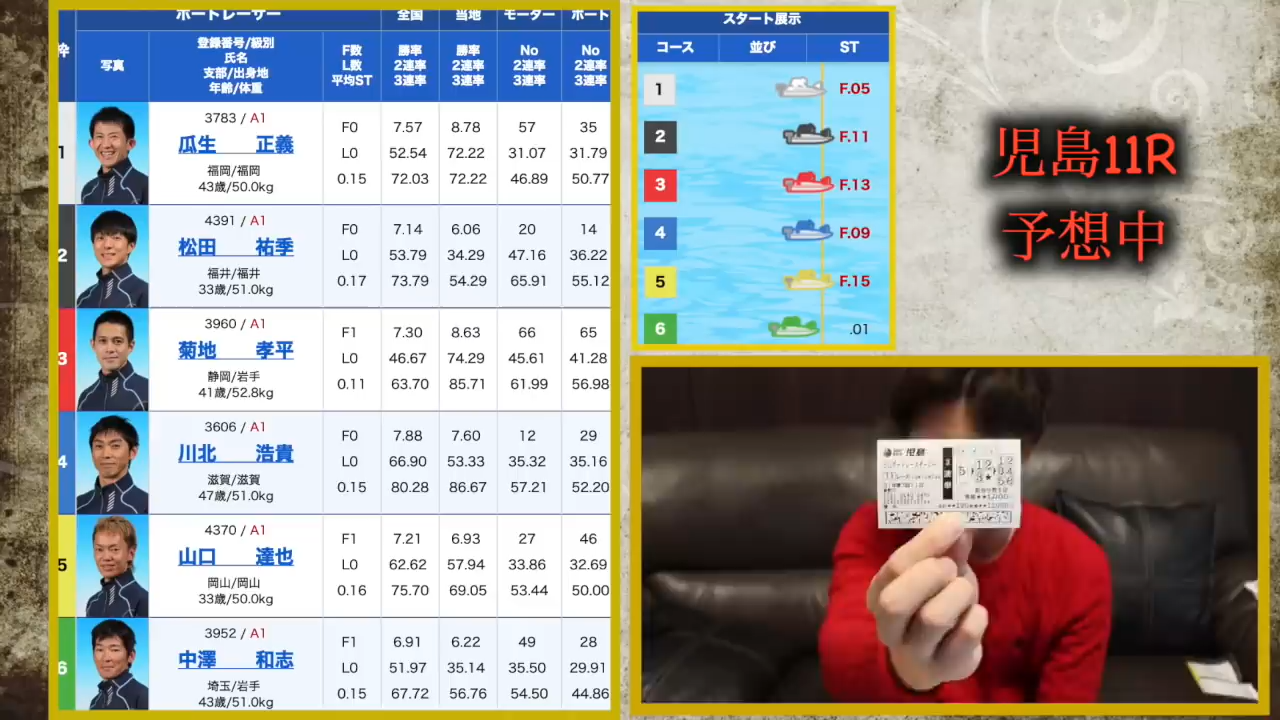 ボートレーサー 全国 当地 モーター ボート
枠 写真 登録番号/級別 氏名 支部/出身地 年齢/体重 F数 L数 平均ST 勝率 2連率 3連率 勝率 2連率 3連率 No 2連率 3連率 No 2連率 3連率
3783 / A1
1 瓜生 正義 F0 7.57 8.78 57 35
福岡/福岡 L0 52.54 72.22 31.07 31.79
43歳/50.0kg 0.15 72.03 72.22 46.89 50.77
4391 / A1
2 松田 祐季 F0 7.14 6.06 20 14
福井/福井 L0 53.79 34.29 47.16 36.22
33歳/51.0kg 0.17 73.79 54.29 65.91 55.12
3960 / A1
3 菊地 孝平 F1 7.30 8.63 66 65
静岡/岩手 L0 46.67 74.29 45.61 41.28
41歳/52.8kg 0.11 63.70 85.71 61.99 56.98
3606 / A1
4 川北 浩貴 F0 7.88 7.60 12 29
滋賀/滋賀 L0 66.90 53.33 35.32 35.16
47歳/51.0kg 0.15 80.28 86.67 57.21 52.20
4370 / A1
5 山口 達也 F1 7.21 6.93 27 46
岡山/岡山 L0 62.62 57.94 33.86 32.69
33歳/50.0kg 0.16 75.70 69.05 53.44 50.00
3952 / A1
6 中澤 和志 F1 6.91 6.22 49 28
埼玉/岩手 L0 51.97 35.14 35.50 29.91
43歳/51.0kg 0.15 67.72 56.76 54.50 44.86
スタート展示
コース 並び ST
1 F.05
2 F.11
3 F.13
4 F.09
5 F.15
6 .01
児島11R
予想中
児島